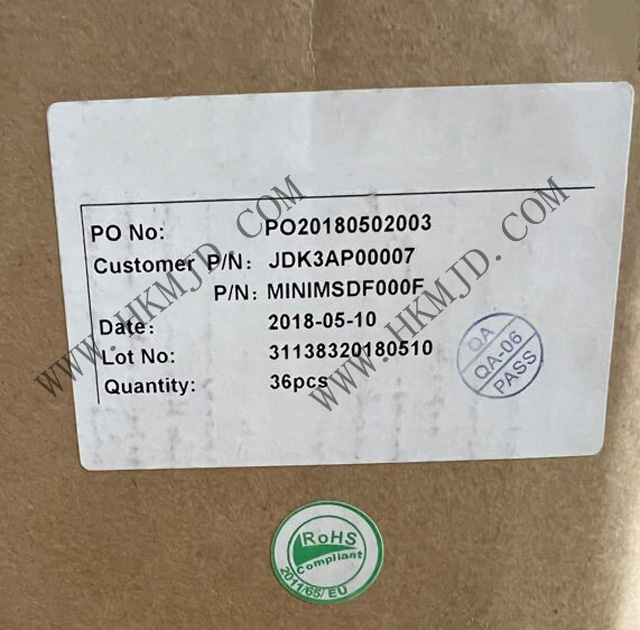 PO No: PO20180502003
Customer P/N: JDK3AP00007
P/N: MINIMSDF000F
Date: 2018-05-10
Lot No: 31138320180510
Quantity: 36pcs
QA
QA-06
PASS
WWW.HKMJD.COM
WWW.HKMJD.COM
RoHS
Compliant
2011/65/EU